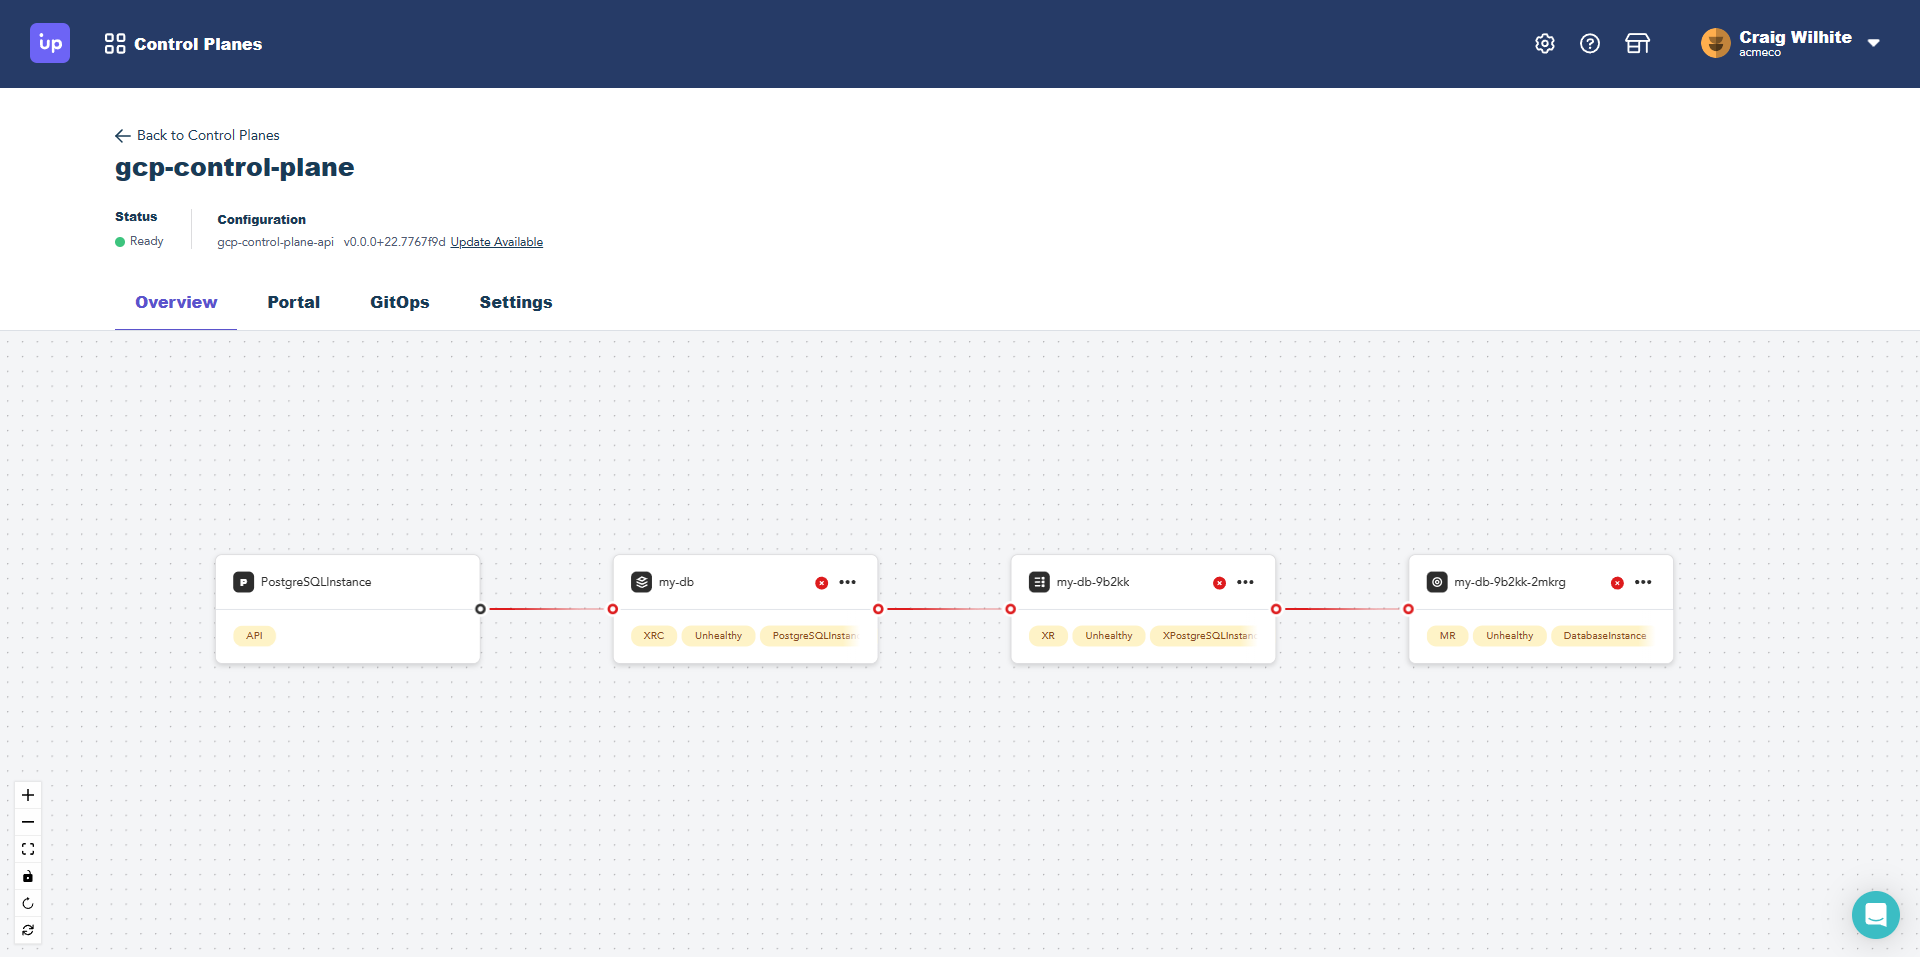 up
Control Planes
Craig Wilhite
acmeco
Back to Control Planes
gcp-control-plane
Status
Ready
Configuration
gcp-control-plane-api v0.0.0+22.7767f9d Update Available
Overview
Portal
GitOps
Settings
P PostgreSQLInstance
API
my-db
XRC Unhealthy PostgreSQLInstan
my-db-9b2kk
XR Unhealthy XPostgreSQLInstanc
my-db-9b2kk-2mkrg
MR Unhealthy DatabaseInstance